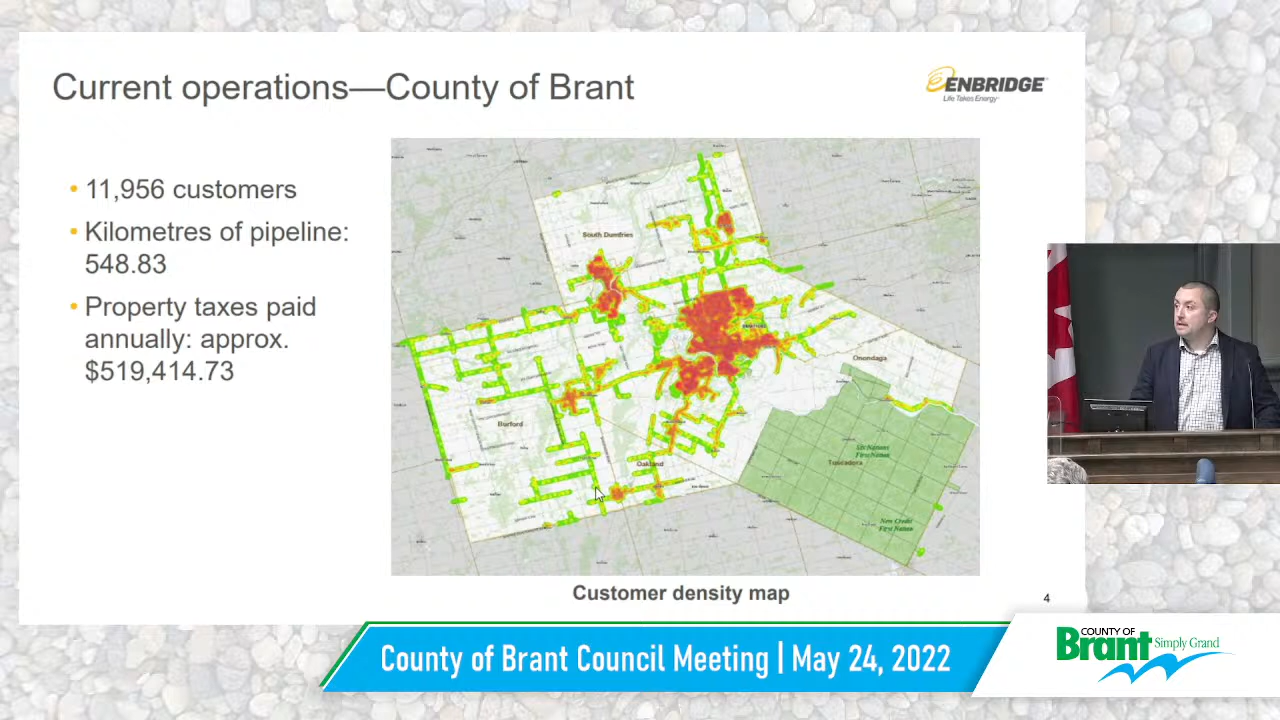 Current operations—County of Brant
ENBRIDGE
Life Takes Energy™
• 11,956 customers
• Kilometres of pipeline:
548.83
• Property taxes paid
annually: approx.
$519,414.73
South Dumfries
Onondaga
Burford
Oakland
Six Nations
First Nation
Tuscarora
New Credit
First Nation
Customer density map
4
County of Brant Council Meeting | May 24, 2022
COUNTY OF
Brant Simply Grand